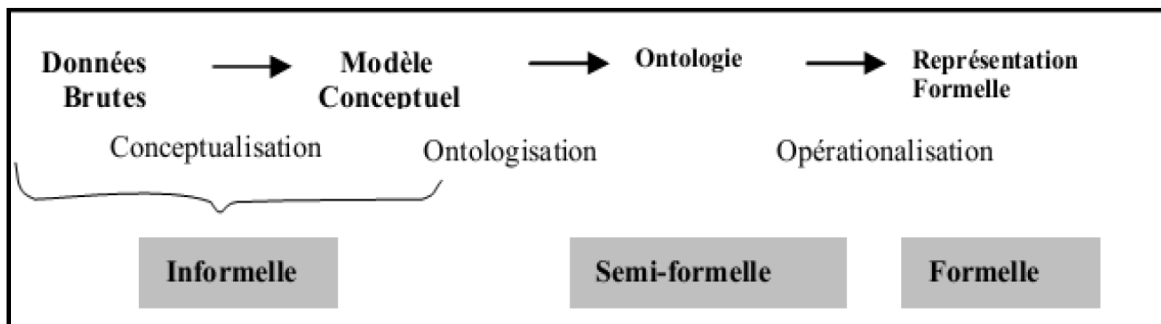 Données Brutes
Modèle Conceptuel
Ontologie
Représentation Formelle
Conceptualisation
Ontologisation
Opérationalisation
Informelle
Semi-formelle
Formelle